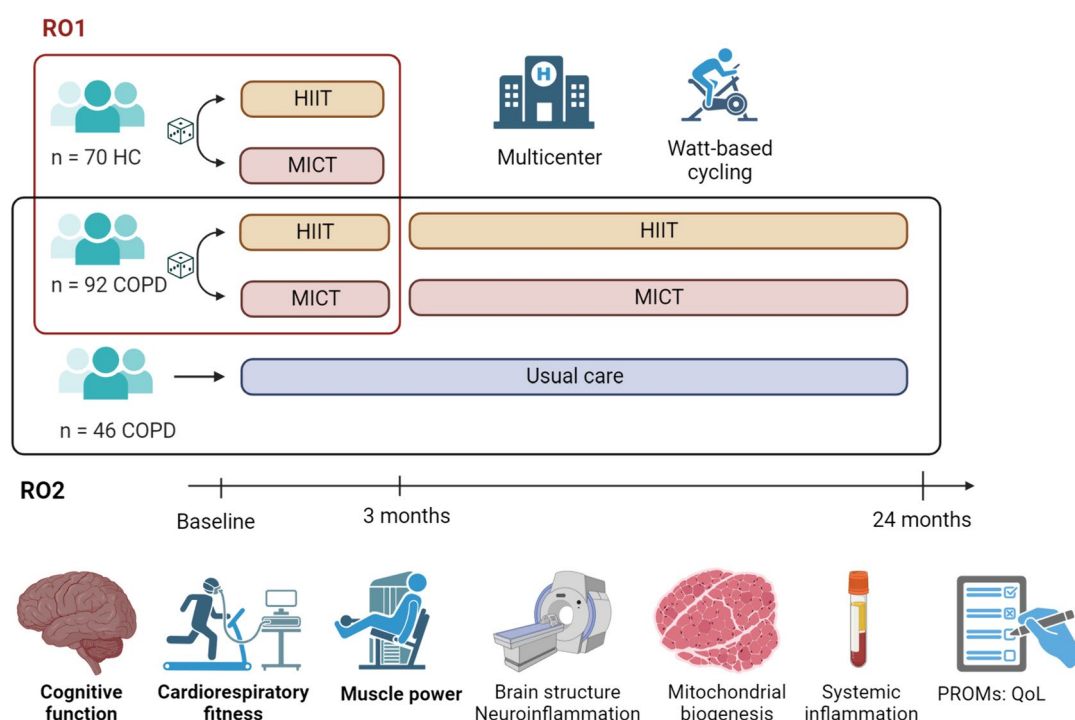 RO1
HIIT
n = 70 HC
MICT
H
Multicenter
Watt-based
cycling
HIIT
HIIT
n = 92 COPD
MICT
MICT
Usual care
n = 46 COPD
RO2
Baseline
3 months
24 months
Cognitive
function
Cardiorespiratory
fitness
Muscle power
Brain structure
Neuroinflammation
Mitochondrial
biogenesis
Systemic
inflammation
PROMs: QoL